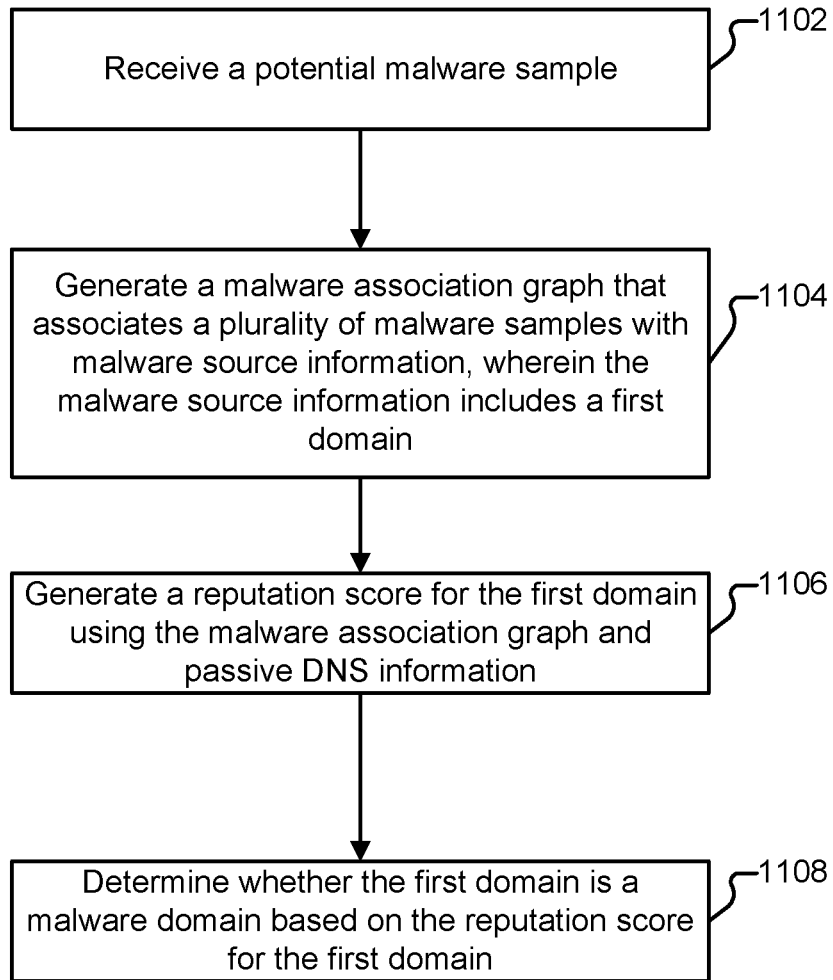 1102
Receive a potential malware sample
1104
Generate a malware association graph that
associates a plurality of malware samples with
malware source information, wherein the
malware source information includes a first
domain
1106
Generate a reputation score for the first domain
using the malware association graph and
passive DNS information
1108
Determine whether the first domain is a
malware domain based on the reputation score
for the first domain